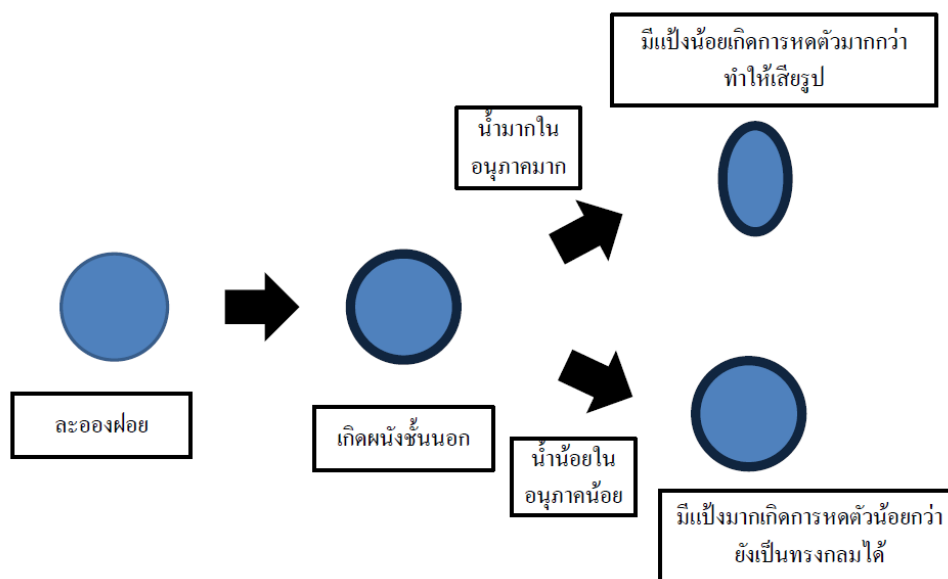 มีแป้งน้อยเกิดการหดตัวมากกว่า
ทำให้เสียรูป
น้ำมากใน
อนุภาคมาก
ละอองฝอย
เกิดผนังชั้นนอก
น้ำน้อยใน
อนุภาคน้อย
มีแป้งมากเกิดการหดตัวน้อยกว่า
ยังเป็นทรงกลมได้